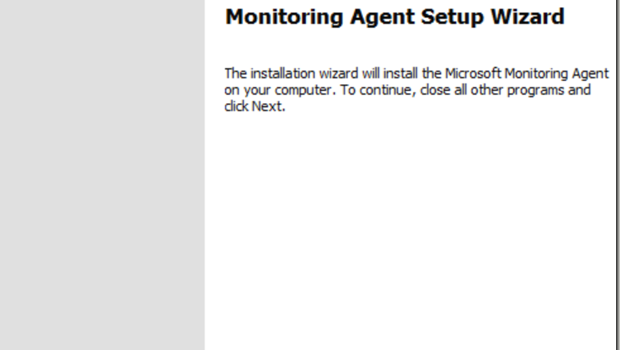 Monitoring Agent Setup Wizard
The installation wizard will install the Microsoft Monitoring Agent
on your computer. To continue, close all other programs and
click Next.